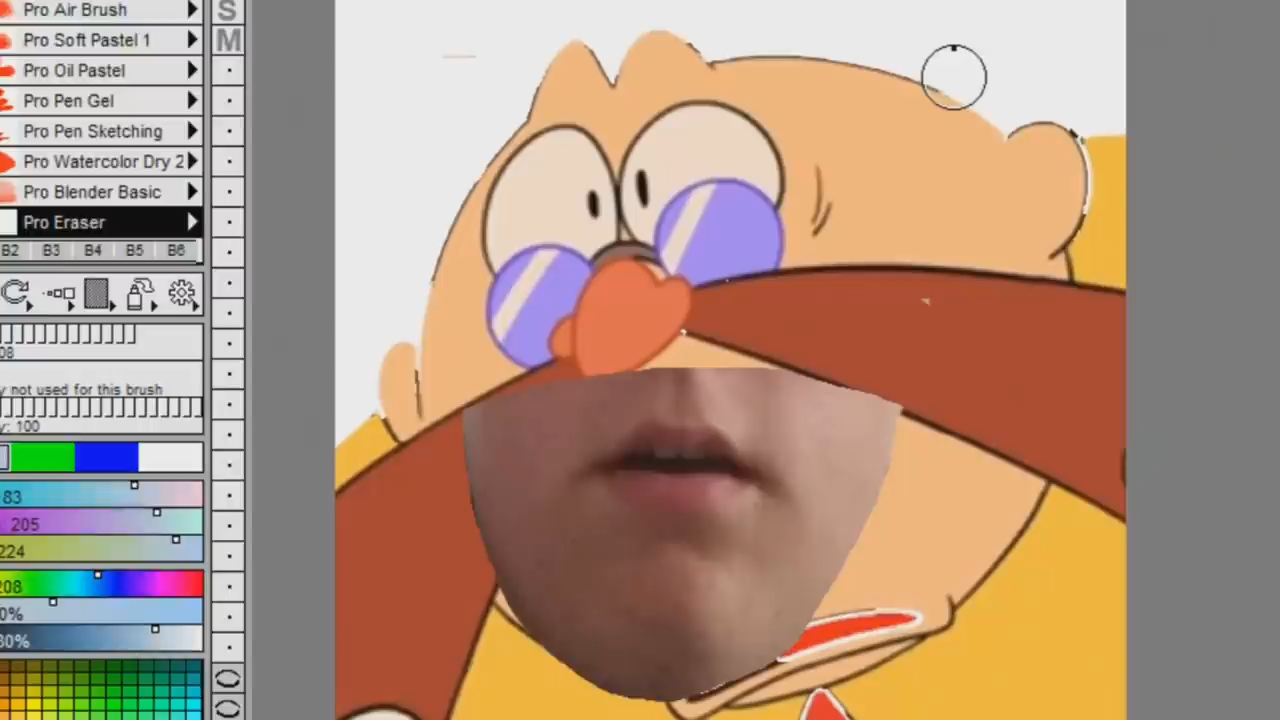 Pro Air Brush
S
Pro Soft Pastel 1
M
Pro Oil Pastel
Pro Pen Gel
Pro Pen Sketching
Pro Watercolor Dry 2
Pro Blender Basic
Pro Eraser
B2 B3 B4 B5 B6
08
y not used for this brush
y: 100
83
205
224
208
0%
80%